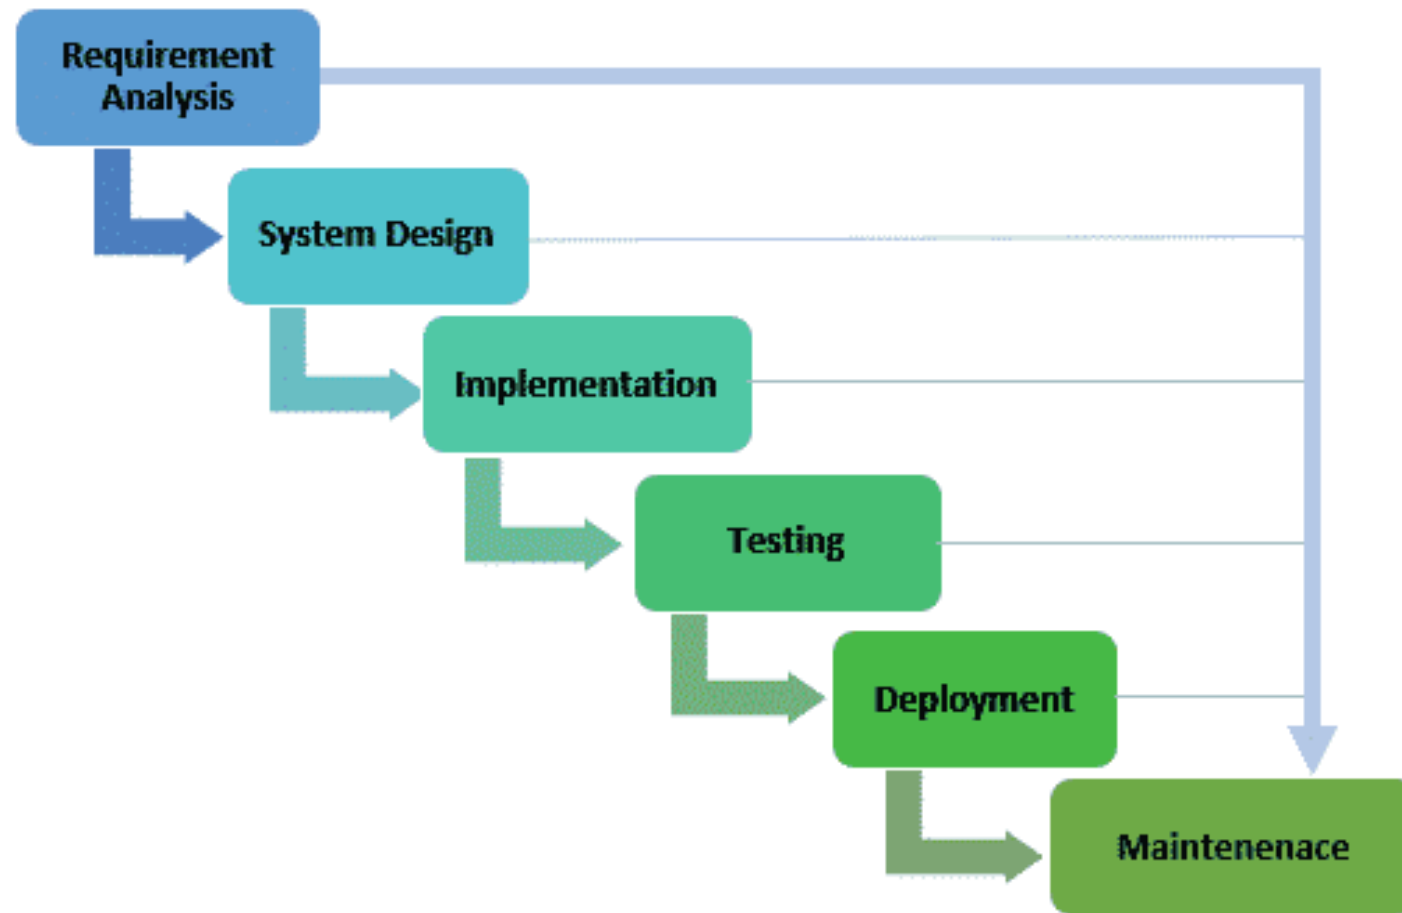 Requirement
Analysis
System Design
Implementation
Testing
Deployment
Maintenenace